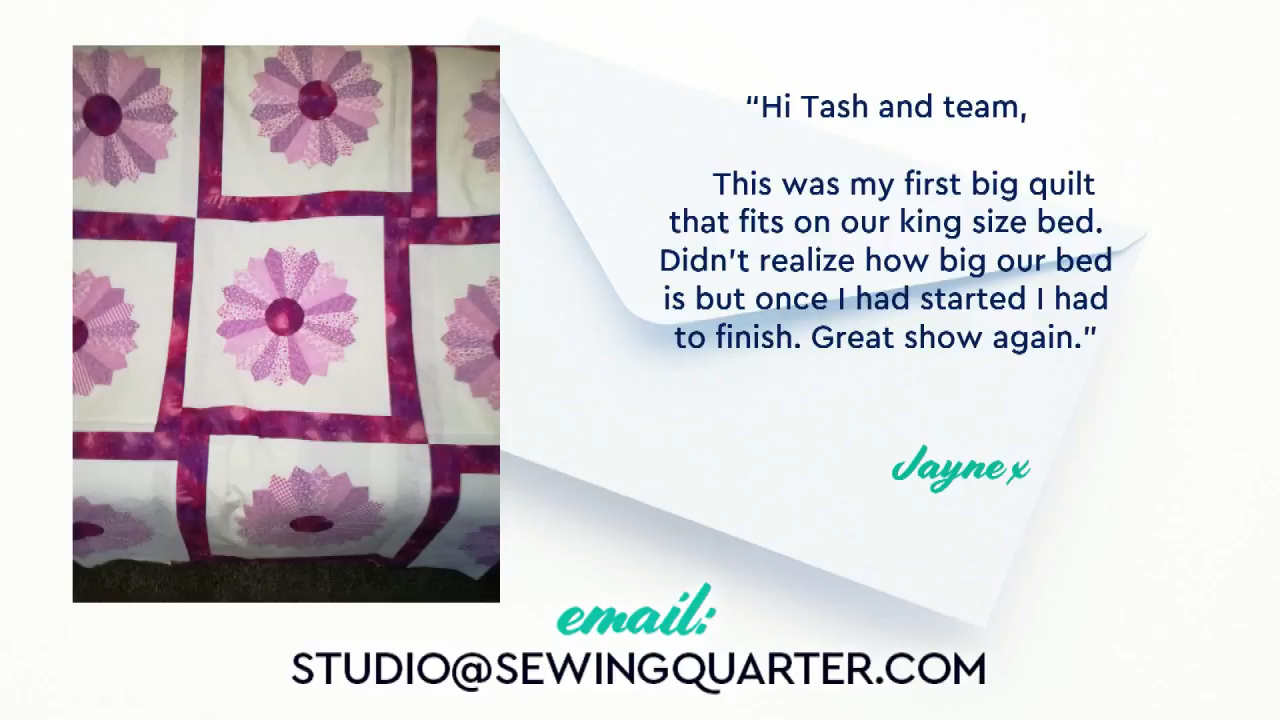 “Hi Tash and team,
This was my first big quilt
that fits on our king size bed.
Didn’t realize how big our bed
is but once I had started I had
to finish. Great show again.”
Jayne x
email:
STUDIO@SEWINGQUARTER.COM